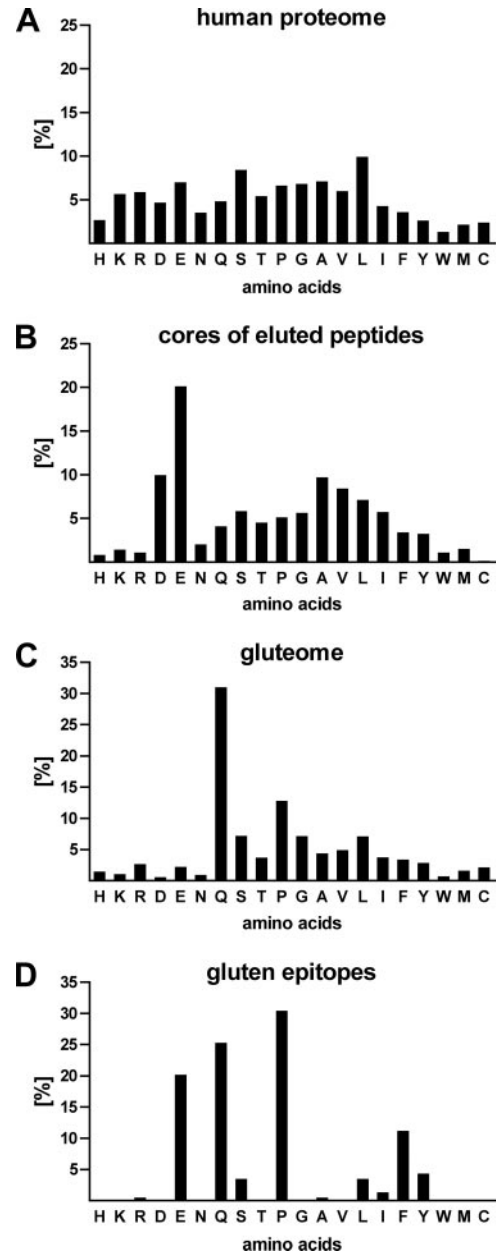 A
human proteome
25
20
15
10
5
[%]
H K R D E N Q S T P G A V L I F Y W M C
amino acids
B
cores of eluted peptides
25
20
15
10
5
[%]
H K R D E N Q S T P G A V L I F Y W M C
amino acids
C
gluteome
35
30
25
20
15
10
5
[%]
H K R D E N Q S T P G A V L I F Y W M C
amino acids
D
gluten epitopes
35
30
25
20
15
10
5
[%]
H K R D E N Q S T P G A V L I F Y W M C
amino acids